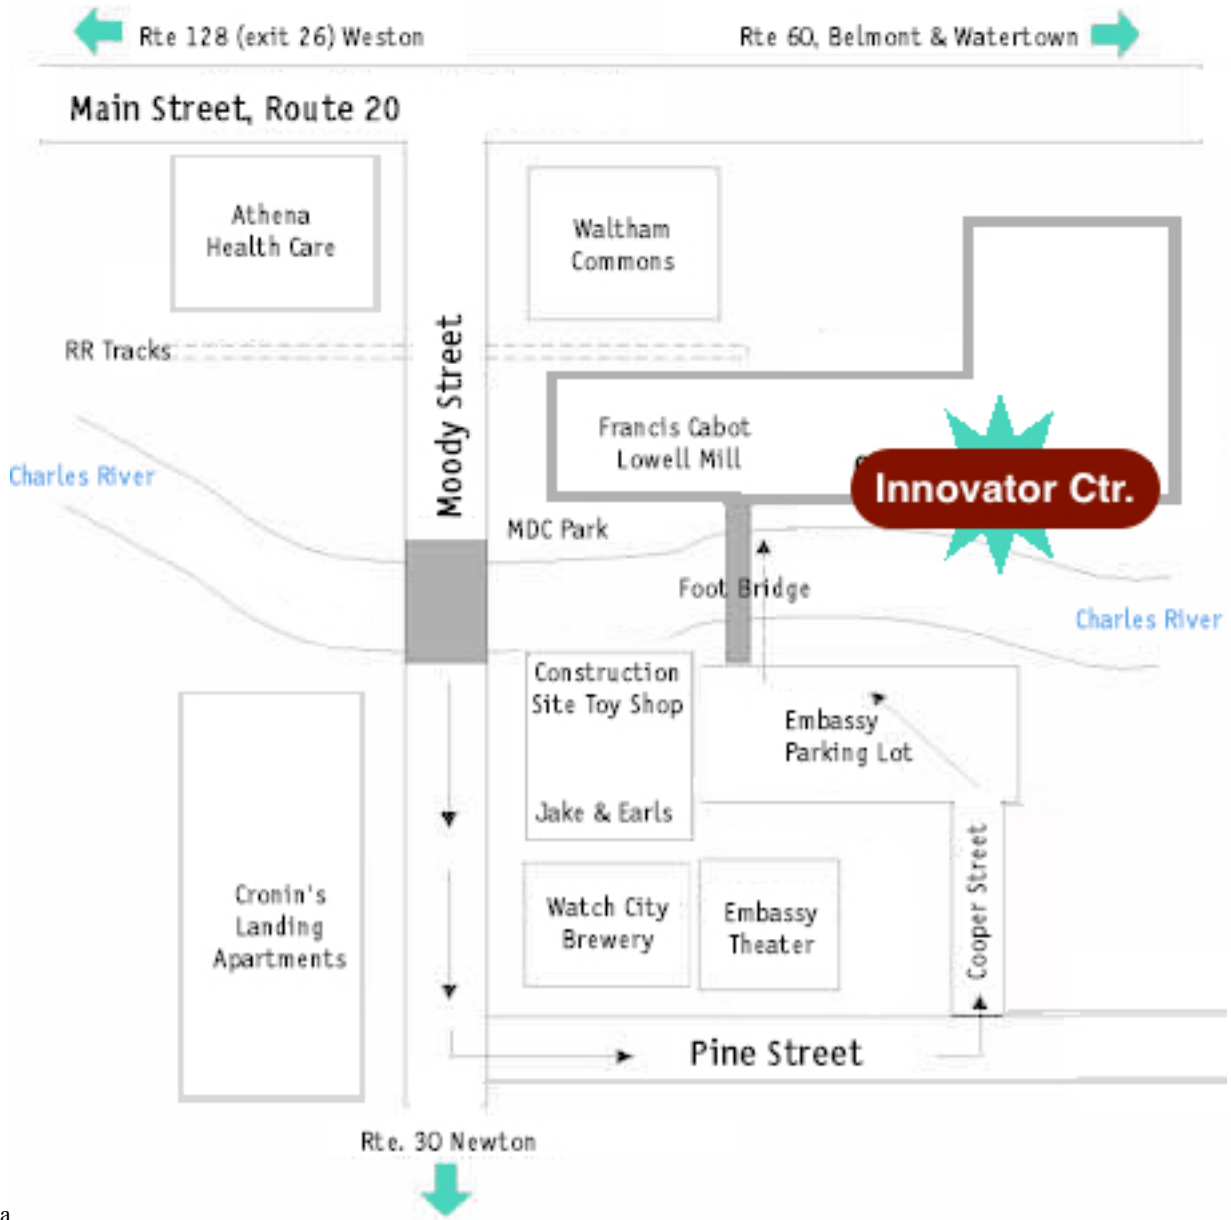 Rte 128 (exit 26) Weston
Rte 60, Belmont & Watertown
Main Street, Route 20
Athena
Health Care
Waltham
Commons
RR Tracks
Moody Street
Francis Cabot
Lowell Mill
Innovator Ctr.
Charles River
MDC Park
Foot Bridge
Charles River
Construction
Site Toy Shop
Jake & Earls
Embassy
Parking Lot
Cronin's
Landing
Apartments
Watch City
Brewery
Embassy
Theater
Cooper Street
Pine Street
Rte. 30 Newton
a